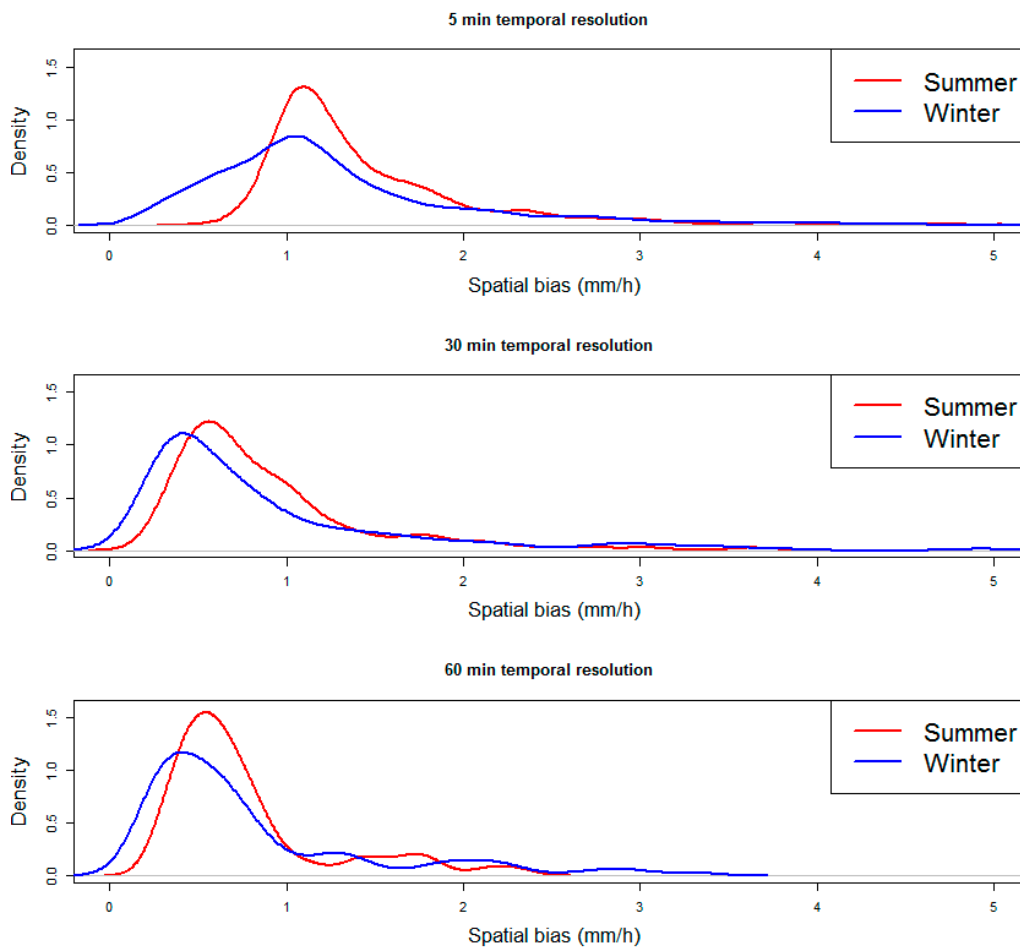 5 min temporal resolution
Density
0.0 0.5 1.0 1.5
Summer
Winter
0 1 2 3 4 5
Spatial bias (mm/h)
30 min temporal resolution
Density
0.0 0.5 1.0 1.5
Summer
Winter
0 1 2 3 4 5
Spatial bias (mm/h)
60 min temporal resolution
Density
0.0 0.5 1.0 1.5
Summer
Winter
0 1 2 3 4 5
Spatial bias (mm/h)